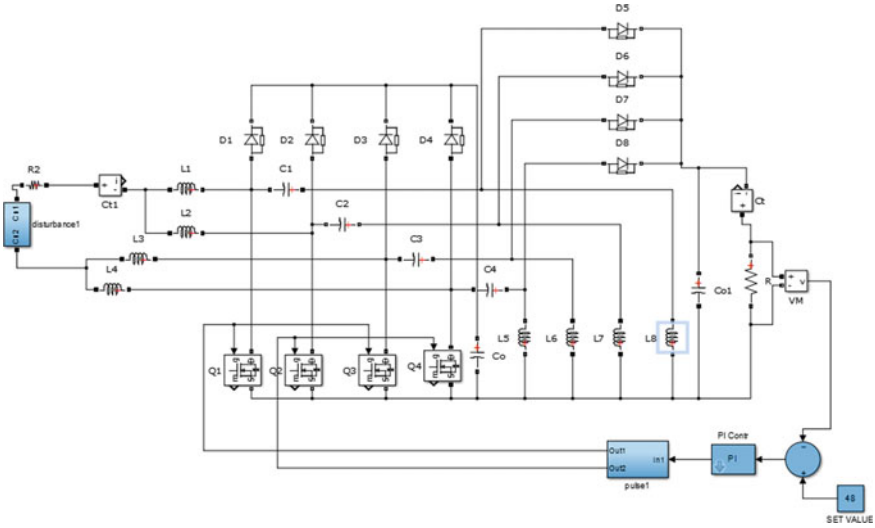 D5
D6
D7
D8
D1
D2
D3
D4
R2
L1
C1
Ct1
Ct
L2
C2
disturbance1
L3
C3
L4
C4
Co1
R
+
-
v
VM
L5
L6
L7
L8
Co
Q1
Q2
Q3
Q4
PI Contr
Out1
Out2
In1
pulse1
PI
48
SET VALUE